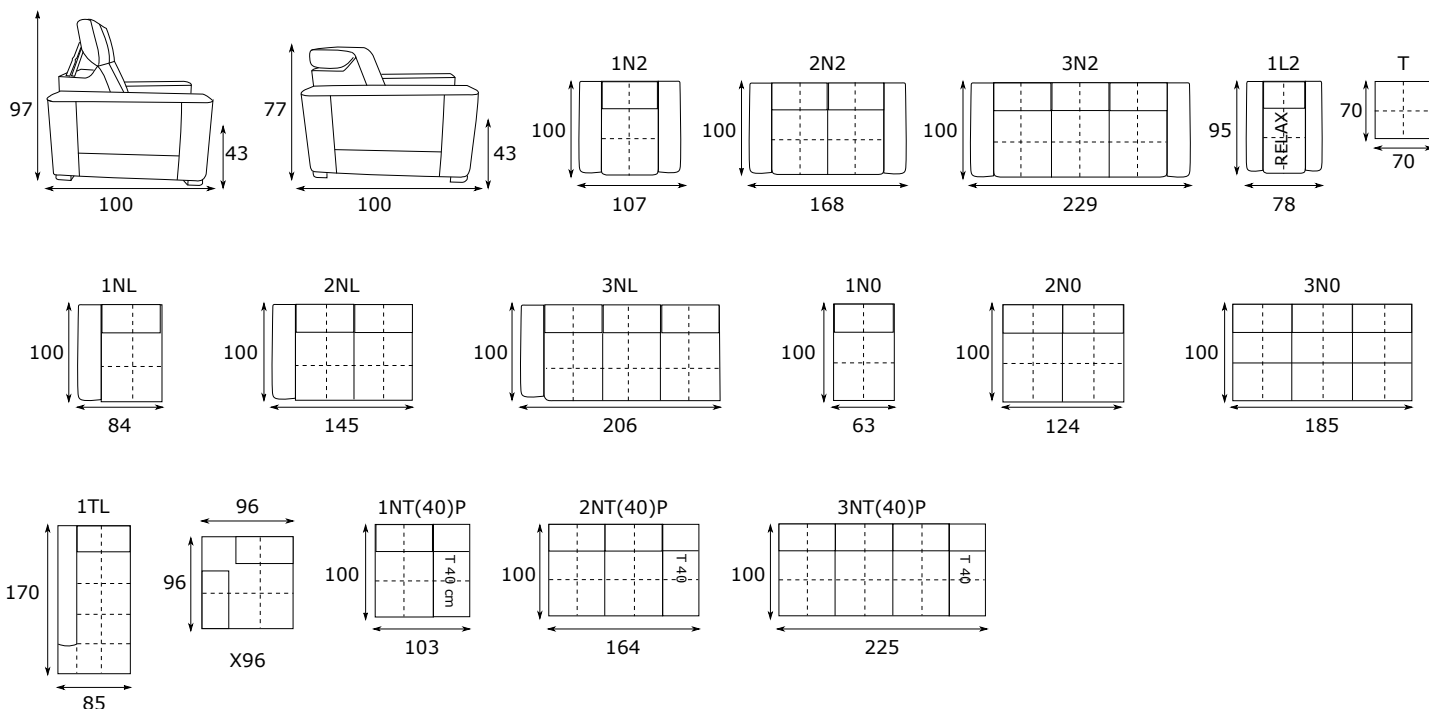 97
43
100
77
43
100
1N2
100
107
2N2
100
168
3N2
100
229
1L2
95
RELAX
78
T
70
70
1NL
100
84
2NL
100
145
3NL
100
206
1N0
100
63
2N0
100
124
3N0
100
185
1TL
170
85
96
96
X96
1NT(40)P
100
T 40 cm
103
2NT(40)P
100
T 40
164
3NT(40)P
100
T 40
225